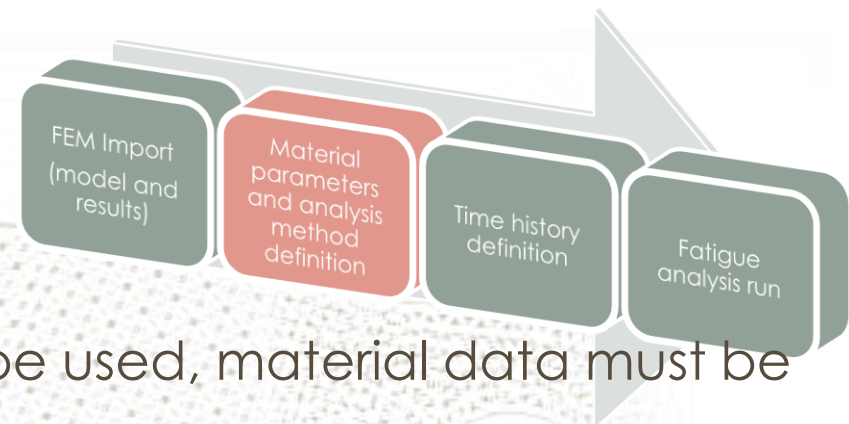 FEM Import
(model and
results)
Material
parameters
and analysis
method
definition
Time history
definition
Fatigue
analysis run
be used, material data must be